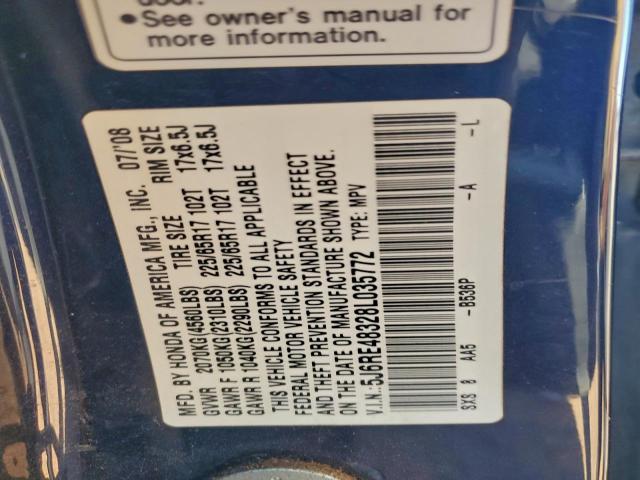 door.
•See owner's manual for
more information.
MFD. BY HONDA OF AMERICA MFG., INC. 07/'08
GVWR 2070KG(4560LBS) TIRE SIZE RIM SIZE
GAWR F 1050KG(2310LBS) 225/65R17 102T 17x6.5J
GAWR R 1040KG(2290LBS) 225/65R17 102T 17x6.5J
THIS VEHICLE CONFORMS TO ALL APPLICABLE
FEDERAL MOTOR VEHICLE SAFETY
AND THEFT PREVENTION STANDARDS IN EFFECT
ON THE DATE OF MANUFACTURE SHOWN ABOVE.
V.I.N.:5J6RE48328L035772 TYPE: MPV
SXS 0 AA5 -B536P -A -L